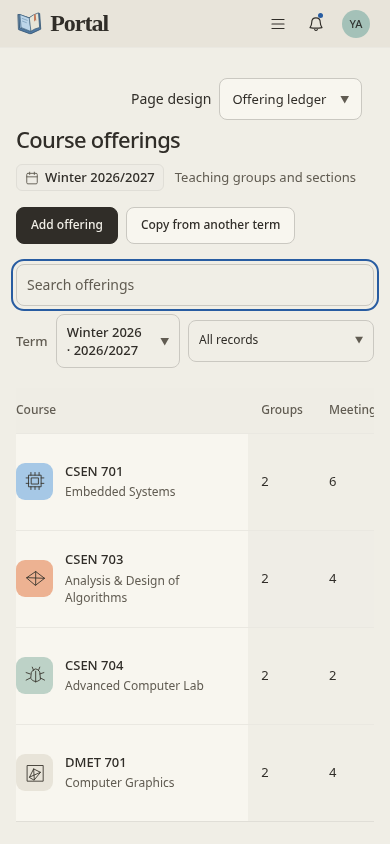 Portal
YA
Page design
Offering ledger
Course offerings
Winter 2026/2027
Teaching groups and sections
Add offering
Copy from another term
Search offerings
Term
Winter 2026
· 2026/2027
All records
Course
Groups
Meeting
CSEN 701
Embedded Systems
2
6
CSEN 703
Analysis & Design of
Algorithms
2
4
CSEN 704
Advanced Computer Lab
2
2
DMET 701
Computer Graphics
2
4